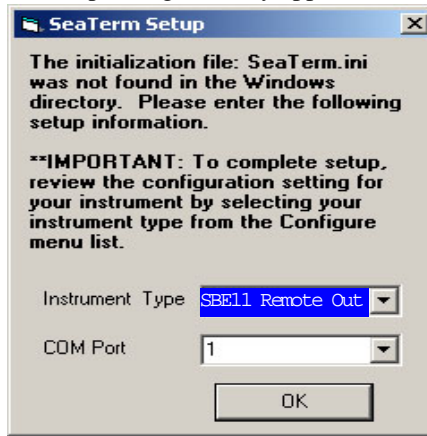 SeaTerm Setup
The initialization file: SeaTerm.ini
was not found in the Windows
directory. Please enter the following
setup information.
**IMPORTANT: To complete setup,
review the configuration setting for
your instrument by selecting your
instrument type from the Configure
menu list.
Instrument Type SBE11 Remote Out
COM Port 1
OK